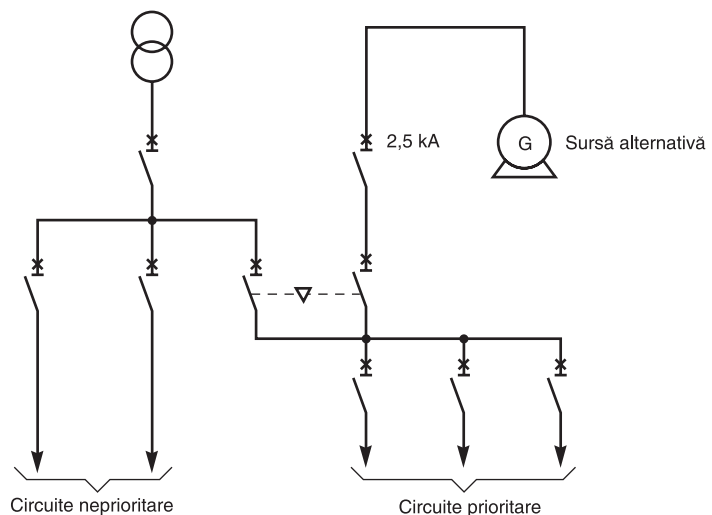 2,5 kA
G
Sursă alternativă
Circuite neprioritare
Circuite prioritare